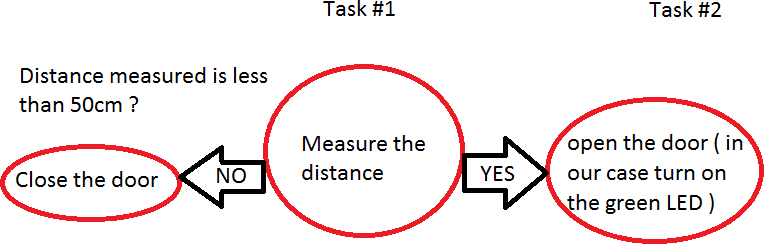 Task #1
Task #2
Distance measured is less
than 50cm ?
Measure the
distance
open the door ( in
our case turn on
the green LED )
Close the door
NO
YES